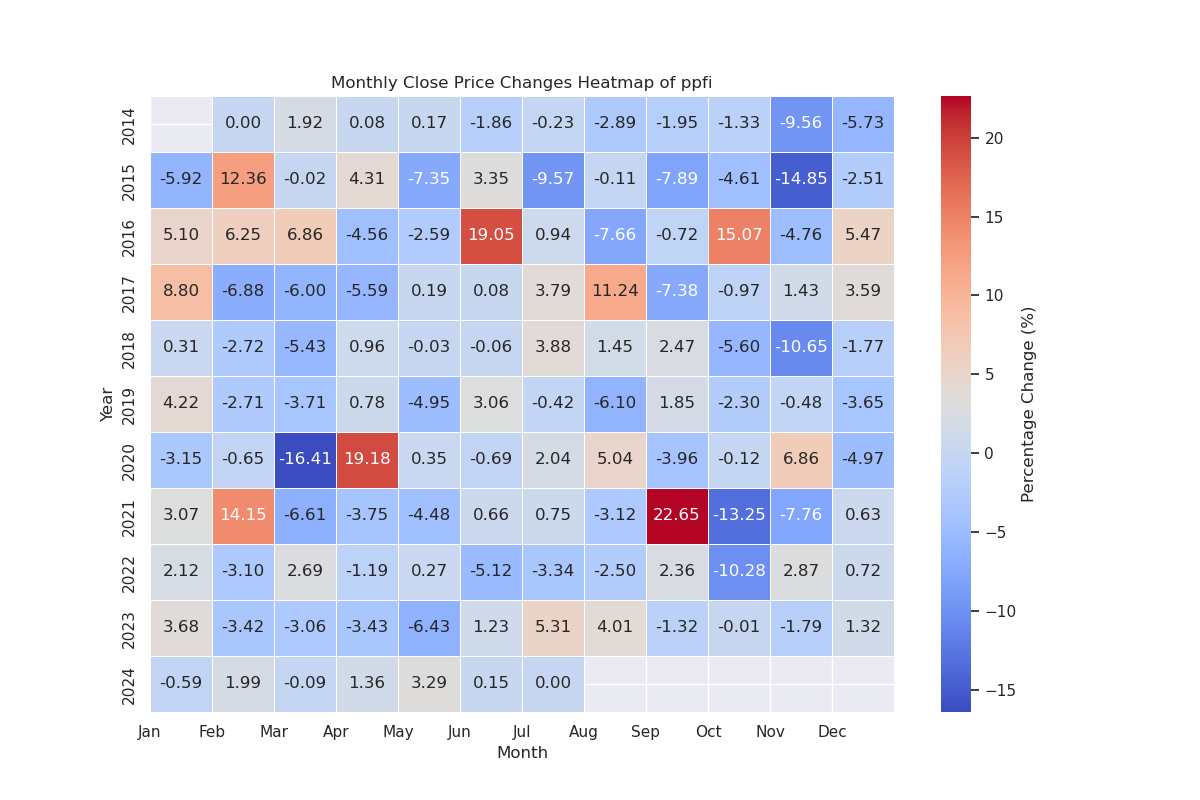 Monthly Close Price Changes Heatmap of ppfi
2014 0.00 1.92 0.08 0.17 -1.86 -0.23 -2.89 -1.95 -1.33 -9.56 -5.73
2015 -5.92 12.36 -0.02 4.31 -7.35 3.35 -9.57 -0.11 -7.89 -4.61 -14.85 -2.51
2016 5.10 6.25 6.86 -4.56 -2.59 19.05 0.94 -7.66 -0.72 15.07 -4.76 5.47
2017 8.80 -6.88 -6.00 -5.59 0.19 0.08 3.79 11.24 -7.38 -0.97 1.43 3.59
2018 0.31 -2.72 -5.43 0.96 -0.03 -0.06 3.88 1.45 2.47 -5.60 -10.65 -1.77
2019 4.22 -2.71 -3.71 0.78 -4.95 3.06 -0.42 -6.10 1.85 -2.30 -0.48 -3.65
2020 -3.15 -0.65 -16.41 19.18 0.35 -0.69 2.04 5.04 -3.96 -0.12 6.86 -4.97
2021 3.07 14.15 -6.61 -3.75 -4.48 0.66 0.75 -3.12 22.65 -13.25 -7.76 0.63
2022 2.12 -3.10 2.69 -1.19 0.27 -5.12 -3.34 -2.50 2.36 -10.28 2.87 0.72
2023 3.68 -3.42 -3.06 -3.43 -6.43 1.23 5.31 4.01 -1.32 -0.01 -1.79 1.32
2024 -0.59 1.99 -0.09 1.36 3.29 0.15 0.00
Jan Feb Mar Apr May Jun Jul Aug Sep Oct Nov Dec
Month
Year
20
15
10
5
0
−5
−10
−15
Percentage Change (%)